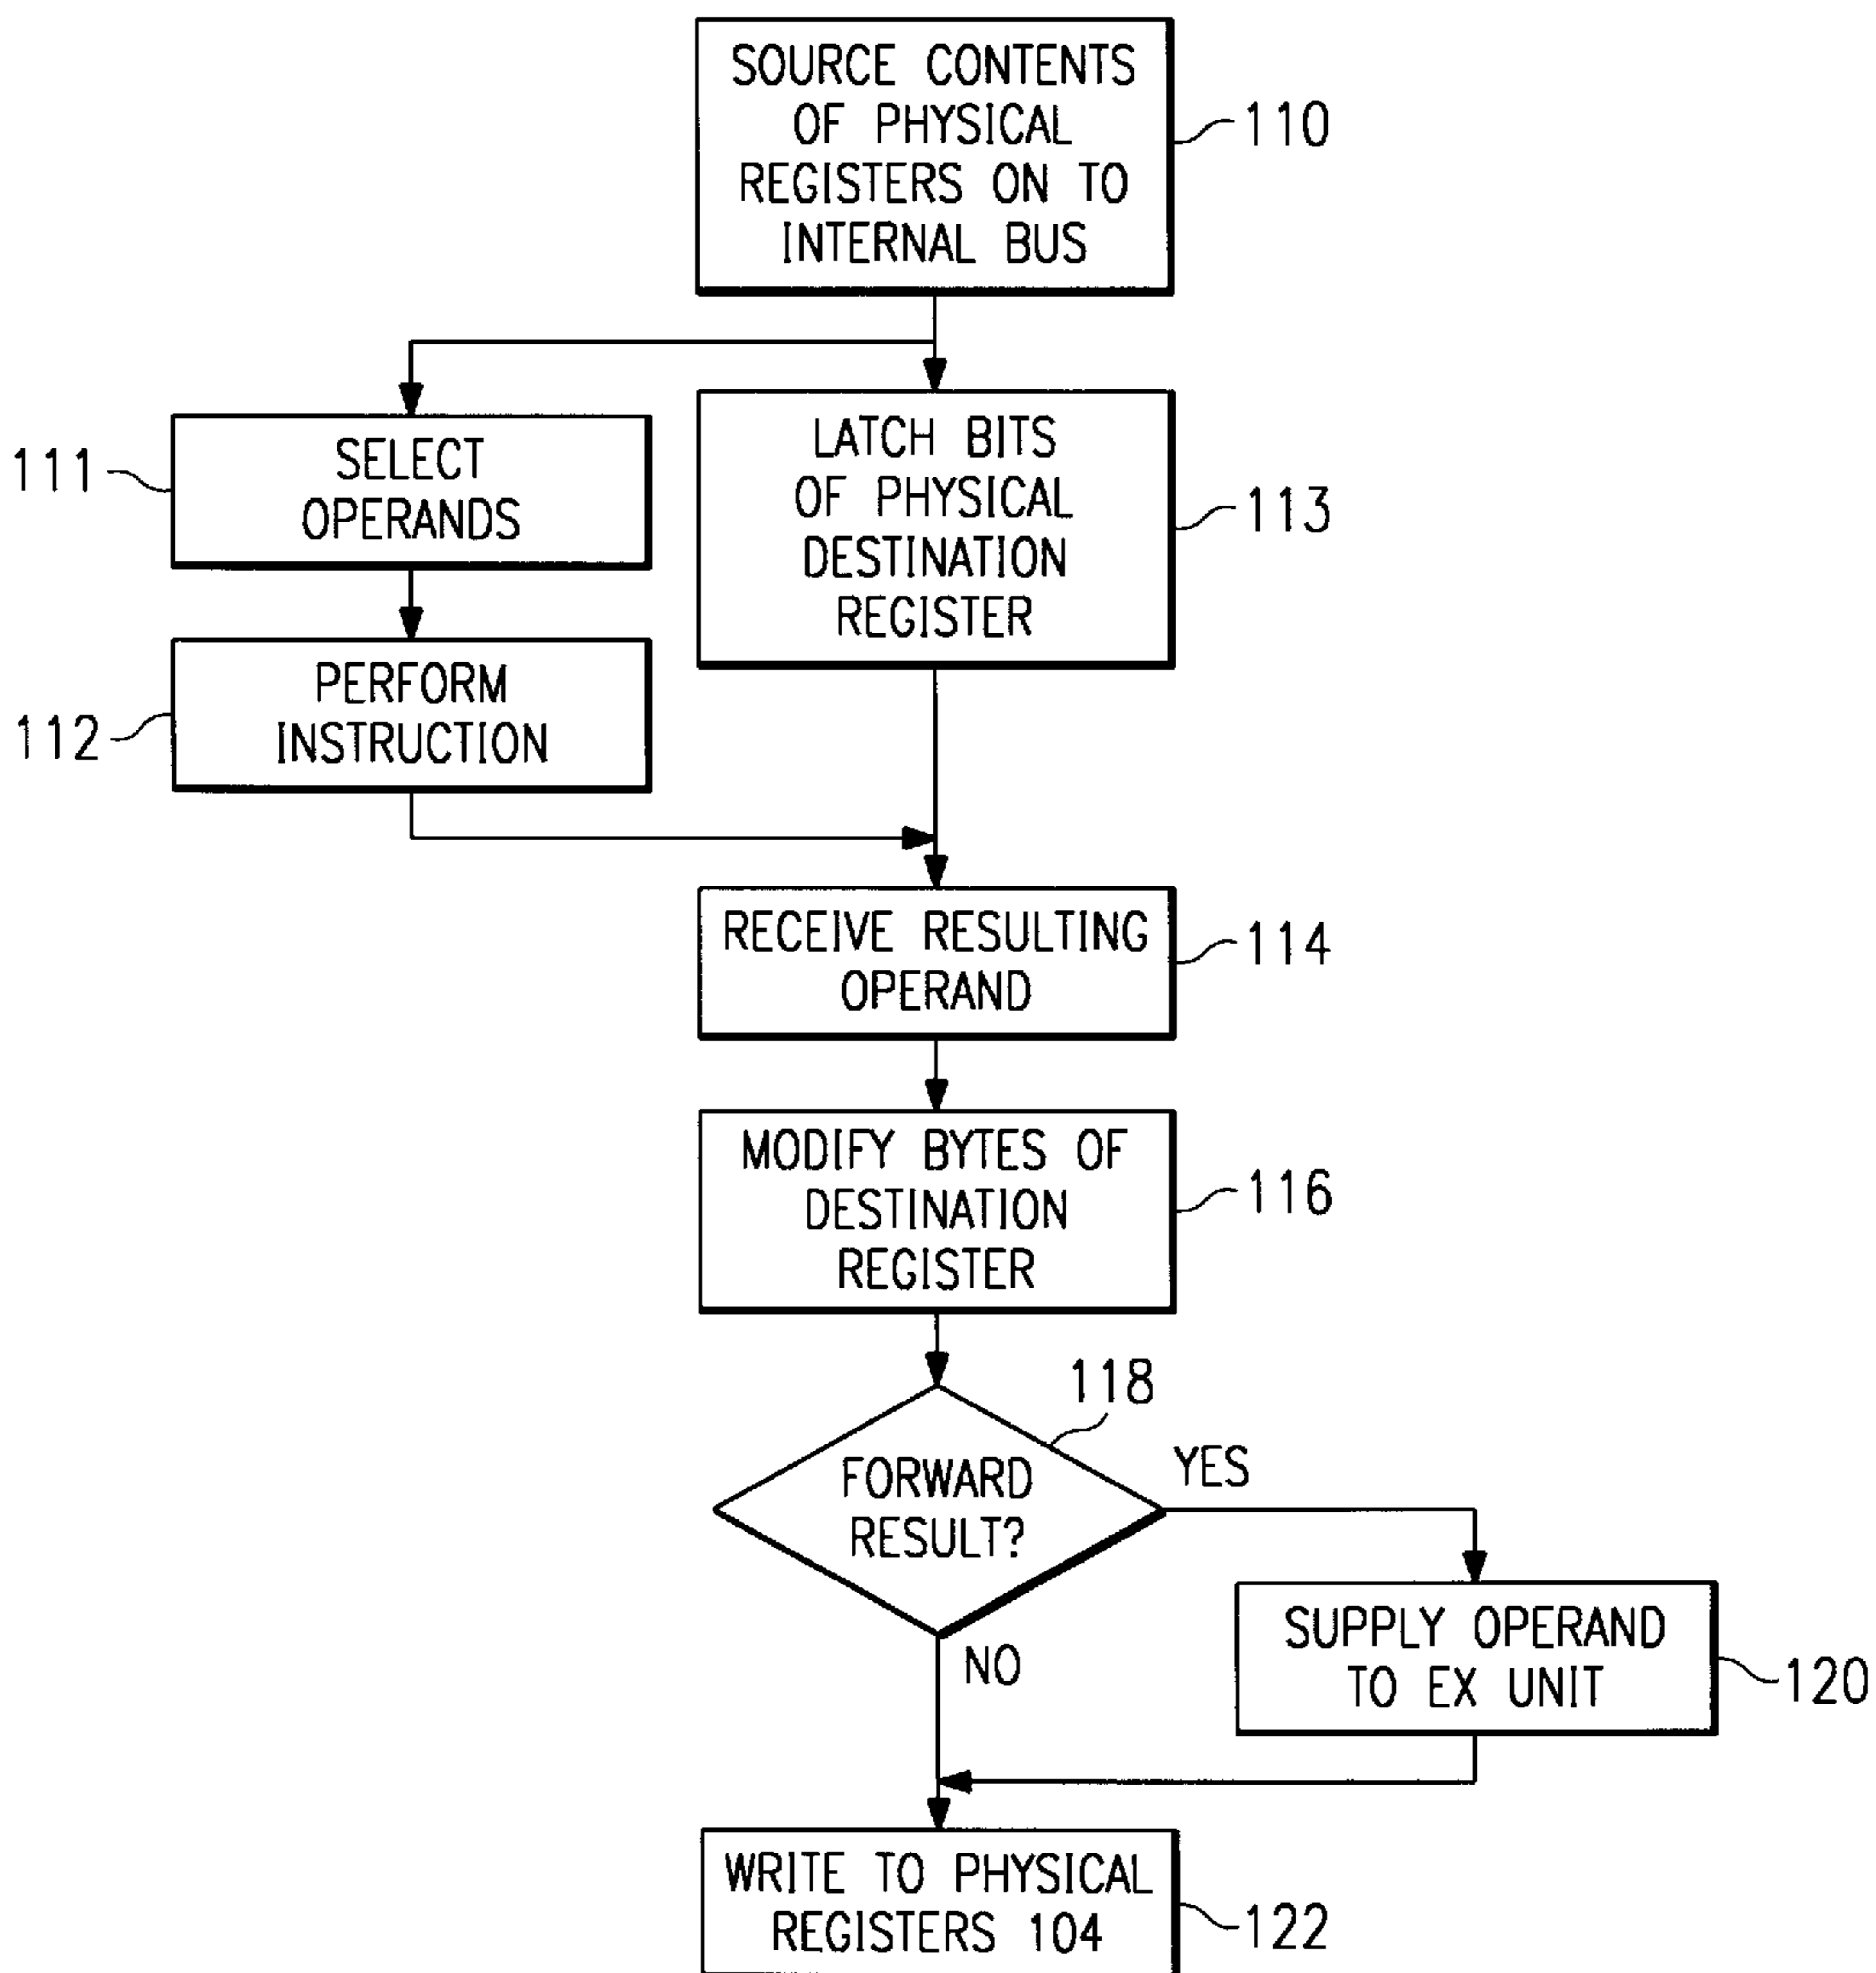 SOURCE CONTENTS
OF PHYSICAL
REGISTERS ON TO
INTERNAL BUS
110
SELECT
OPERANDS
111
LATCH BITS
OF PHYSICAL
DESTINATION
REGISTER
113
PERFORM
INSTRUCTION
112
RECEIVE RESULTING
OPERAND
114
MODIFY BYTES OF
DESTINATION
REGISTER
116
118
FORWARD
RESULT?
YES
NO
SUPPLY OPERAND
TO EX UNIT
120
WRITE TO PHYSICAL
REGISTERS 104
122